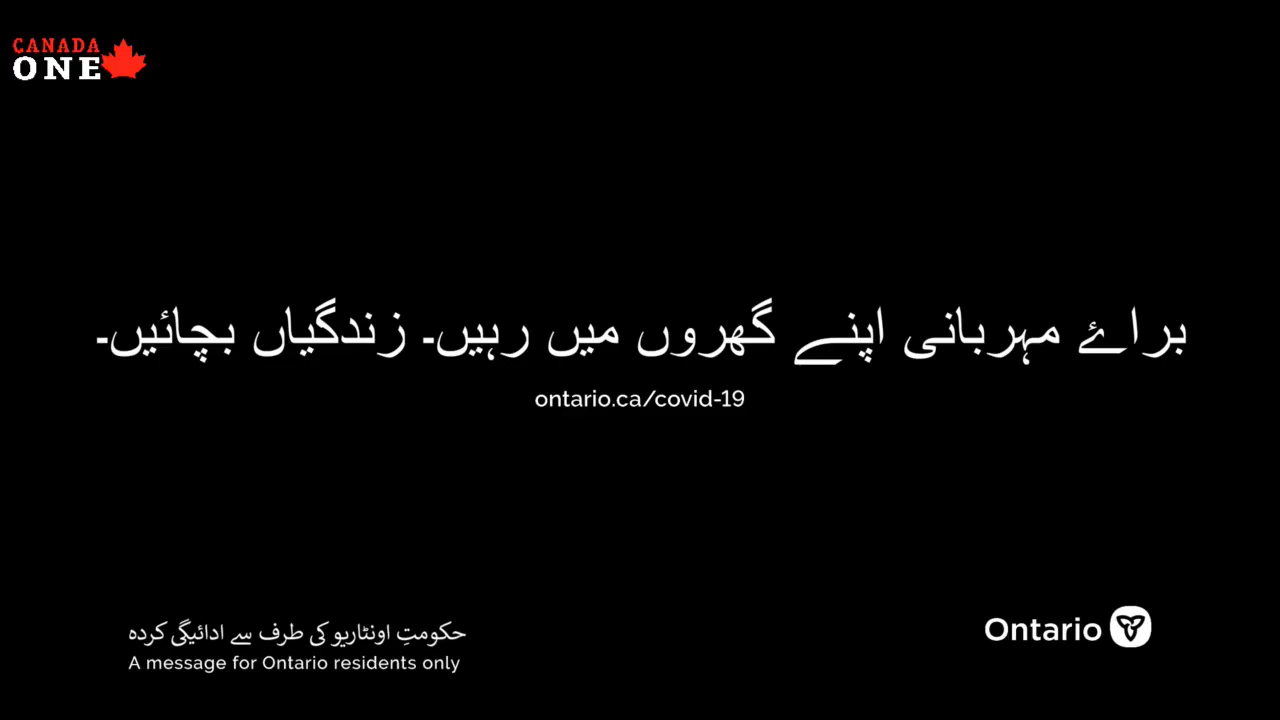 CANADA
ONE
براۓ مہربانی اپنے گھروں میں رہیں۔ زندگیاں بچائیں۔
ontario.ca/covid-19
حکومتِ اونٹاریو کی طرف سے ادائیگی کردہ
A message for Ontario residents only
Ontario